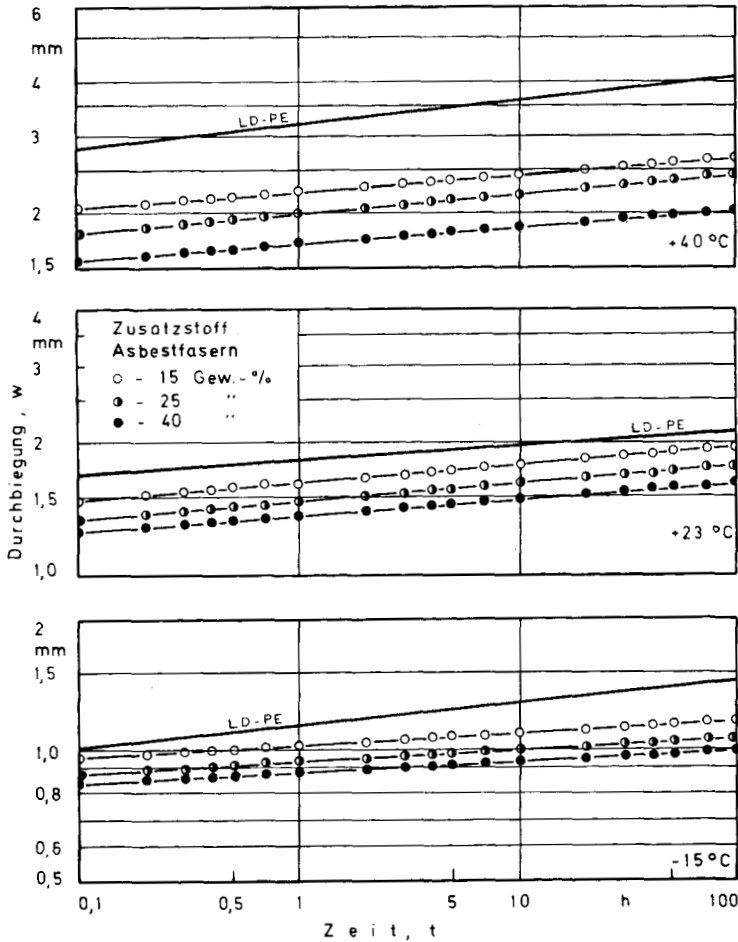 6
mm
4
3
2
1,5
LD-PE
+40 °C
4
mm
3
2
1,5
1,0
Zusatzstoff
Asbestfasern
○ - 15 Gew.-%
◑ - 25 "
● - 40 "
LD-PE
+23 °C
Durchbiegung, w
2
mm
1,5
1,0
0,8
0,6
0,5
LD-PE
-15°C
0,1 0,5 1 5 10 h 100
Zeit, t